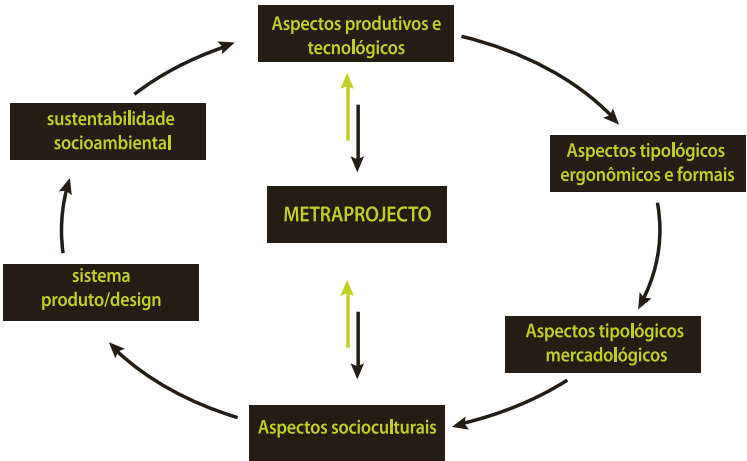 Aspectos produtivos e
tecnológicos
sustentabilidade
socioambiental
Aspectos tipológicos
ergonômicos e formais
METRAPROJECTO
sistema
produto/design
Aspectos tipológicos
mercadológicos
Aspectos socioculturais